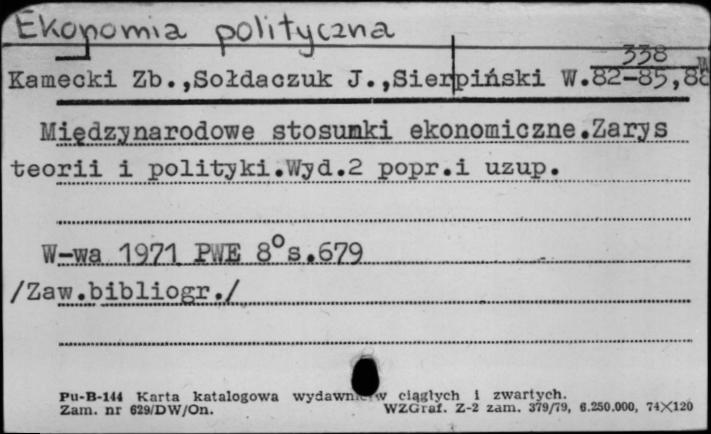 Ekonomia polityczna
338
Kamecki Zb.,Sołdaczuk J.,Sierpiński W.82-85,88
Międzynarodowe stosunki ekonomiczne.Zarys
teorii i polityki.Wyd.2 popr.i uzup.
W-wa 1971 PWE 8°s.679
/Zaw.bibliogr./
Pu-B-144 Karta katalogowa wydawnictw ciągłych i zwartych.
Zam. nr 629/DW/On. WZGraf. Z-2 zam. 379/79, 6.250.000, 74×120